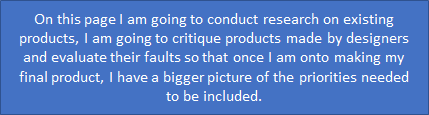 On this page I am going to conduct research on existing
products, I am going to critique products made by designers
and evaluate their faults so that once I am onto making my
final product, I have a bigger picture of the priorities needed
to be included.